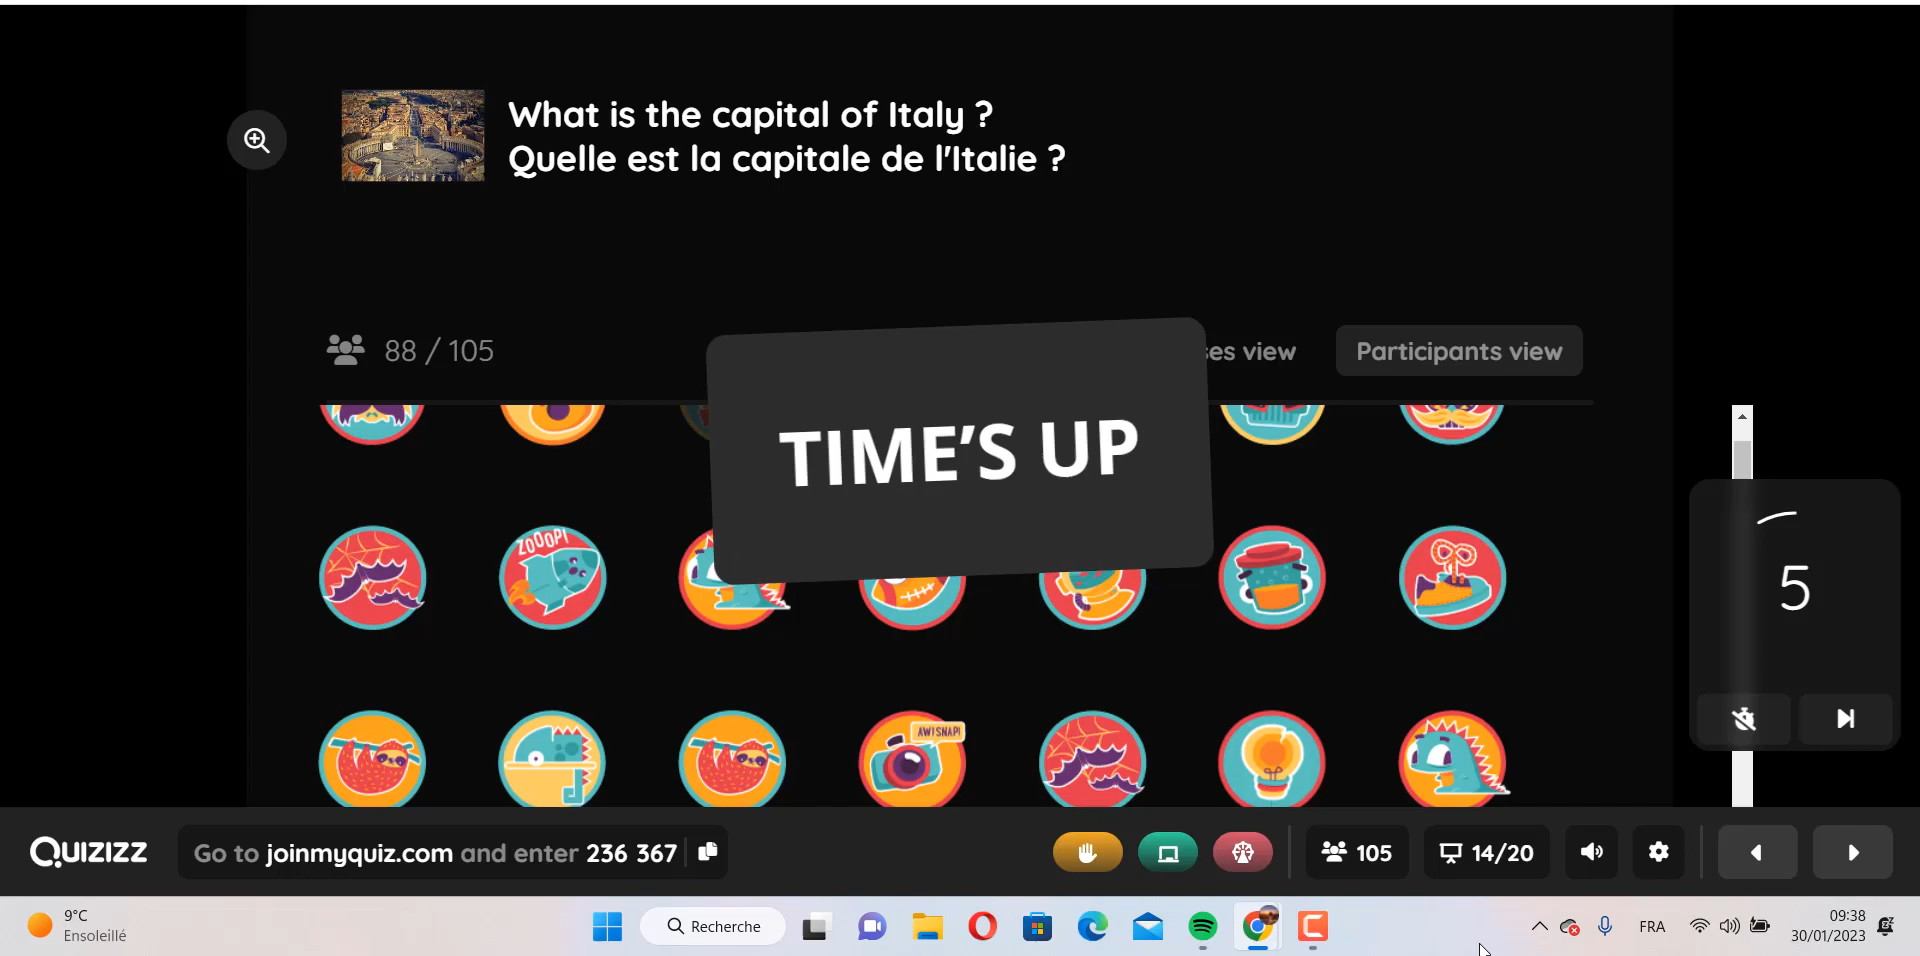 What is the capital of Italy ?
Quelle est la capitale de l'Italie ?
88 / 105
ses view
Participants view
TIME'S UP
ZOOOP!
5
AW! SNAP!
QUIZIZZ
Go to joinmyquiz.com and enter 236 367
105
14/20
9°C
Ensoleillé
Recherche
FRA
09:38
30/01/2023